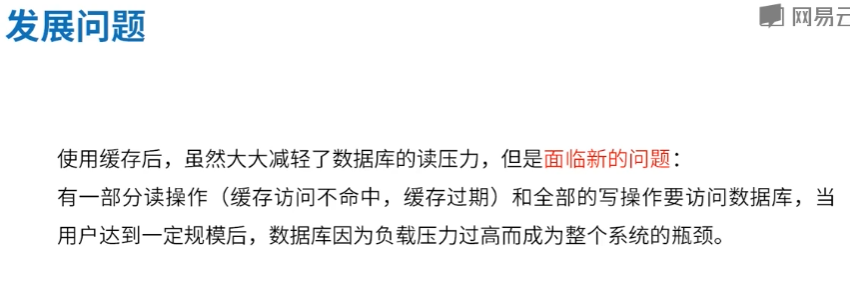 发展问题
网易云
使用缓存后，虽然大大减轻了数据库的读压力，但是面临新的问题：
有一部分读操作（缓存访问不命中，缓存过期）和全部的写操作要访问数据库，当
用户达到一定规模后，数据库因为负载压力过高而成为整个系统的瓶颈。